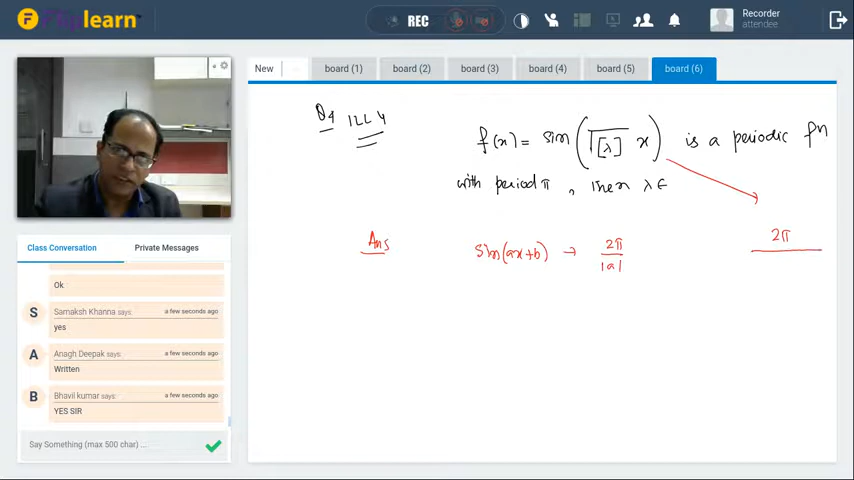 Fliplearn
REC
Recorder
attendee
New
board (1)
board (2)
board (3)
board (4)
board (5)
board (6)
Q4 ILL 4
f(x) = sin(√[λ] x) is a periodic fn
with period π , then λ ∈
Ans
sin(ax+b) → 2π/|a|
2π
Class Conversation
Private Messages
Ok
S
Samaksh Khanna says:
a few seconds ago
yes
A
Anagh Deepak says:
a few seconds ago
Written
B
Bhavil kumar says:
a few seconds ago
YES SIR
Say Something (max 500 char) ...